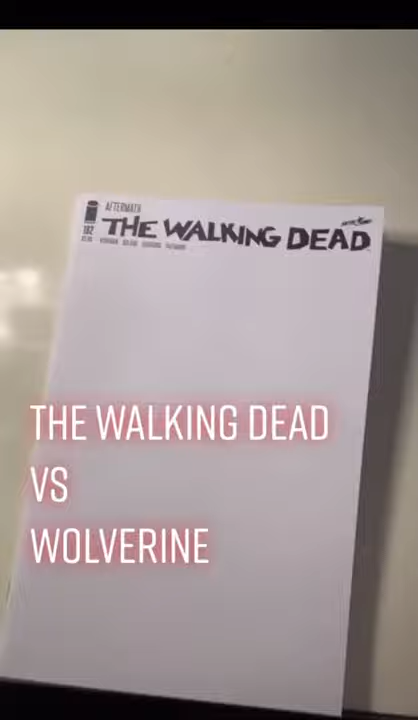 AFTERMATH
THE WALKING DEAD
192
THE WALKING DEAD
VS
WOLVERINE